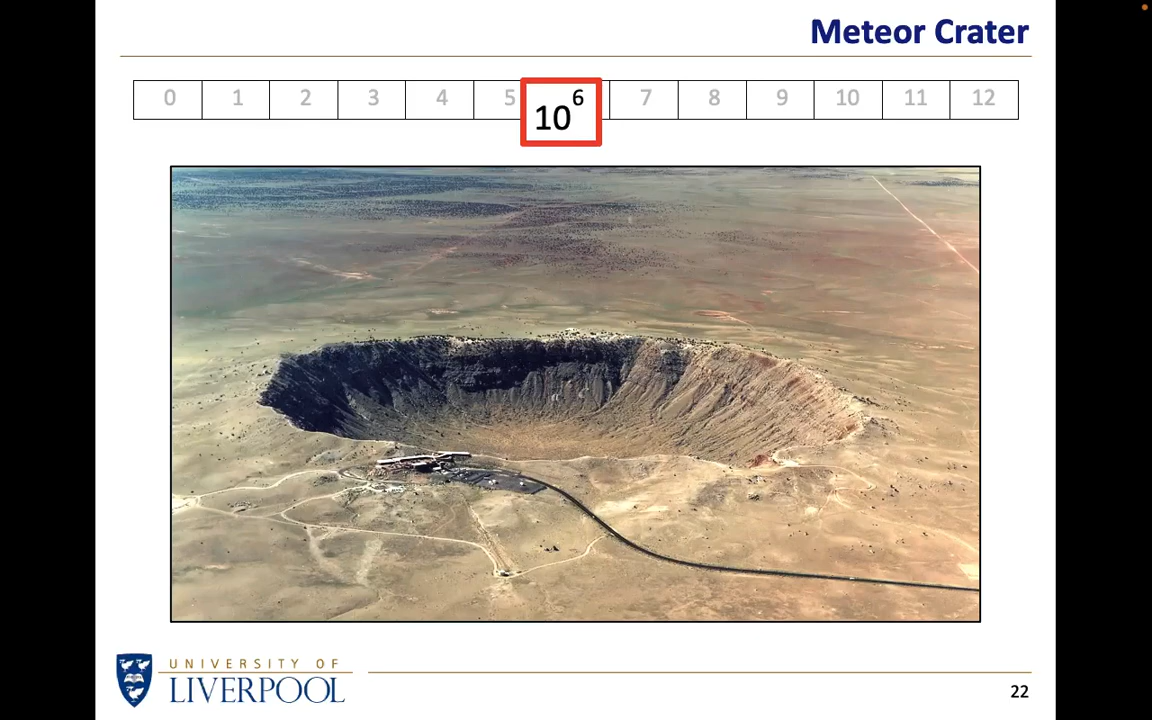 Meteor Crater
0 1 2 3 4 5 10⁶ 7 8 9 10 11 12
UNIVERSITY OF
LIVERPOOL
22